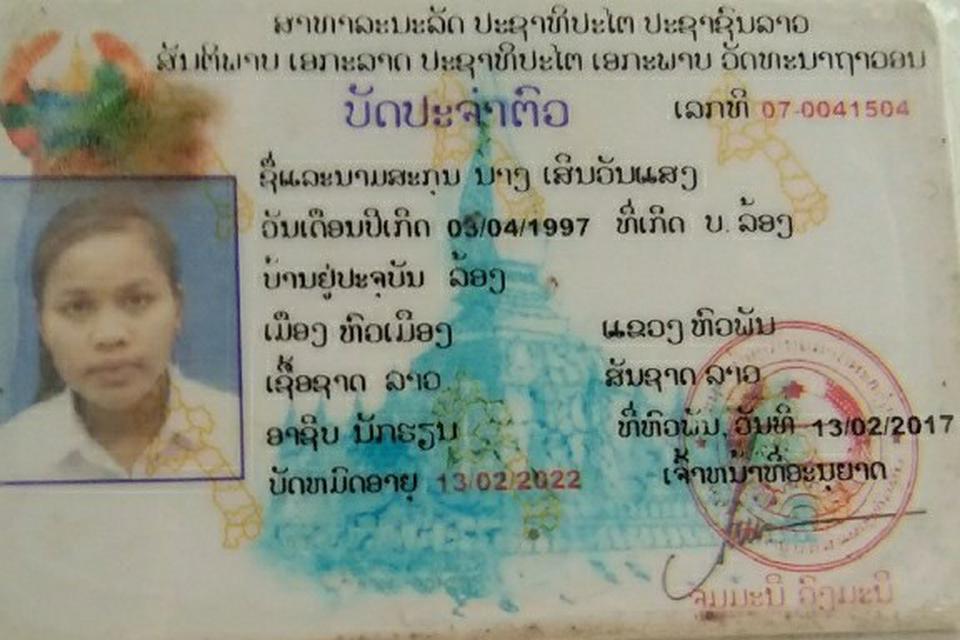 ສາທາລະນະລັດ ປະຊາທິປະໄຕ ປະຊາຊົນລາວ
ສັນຕິພາບ ເອກະລາດ ປະຊາທິປະໄຕ ເອກະພາບ ວັດທະນາຖາວອນ
ບັດປະຈຳຕົວ ເລກທີ 07-0041504
ຊື່ແລະນາມສະກຸນ ນາງ ເສີນວັນແສງ
ວັນເດືອນປີເກີດ 03/04/1997 ທີ່ເກີດ ບ. ລ້ອງ
ບ້ານຢູ່ປະຈຸບັນ ລ້ອງ
ເມືອງ ຫົວເມືອງ ແຂວງ ຫົວພັນ
ເຊື້ອຊາດ ລາວ ສັນຊາດ ລາວ
ອາຊີບ ນັກຮຽນ ທີ່ຫົວພັນ, ວັນທີ 13/02/2017
ບັດຫມົດອາຍຸ 13/02/2022 ເຈົ້າຫນ້າທີ່ອະນຸຍາດ
ຈູມມະນີ ວົງມະນີ